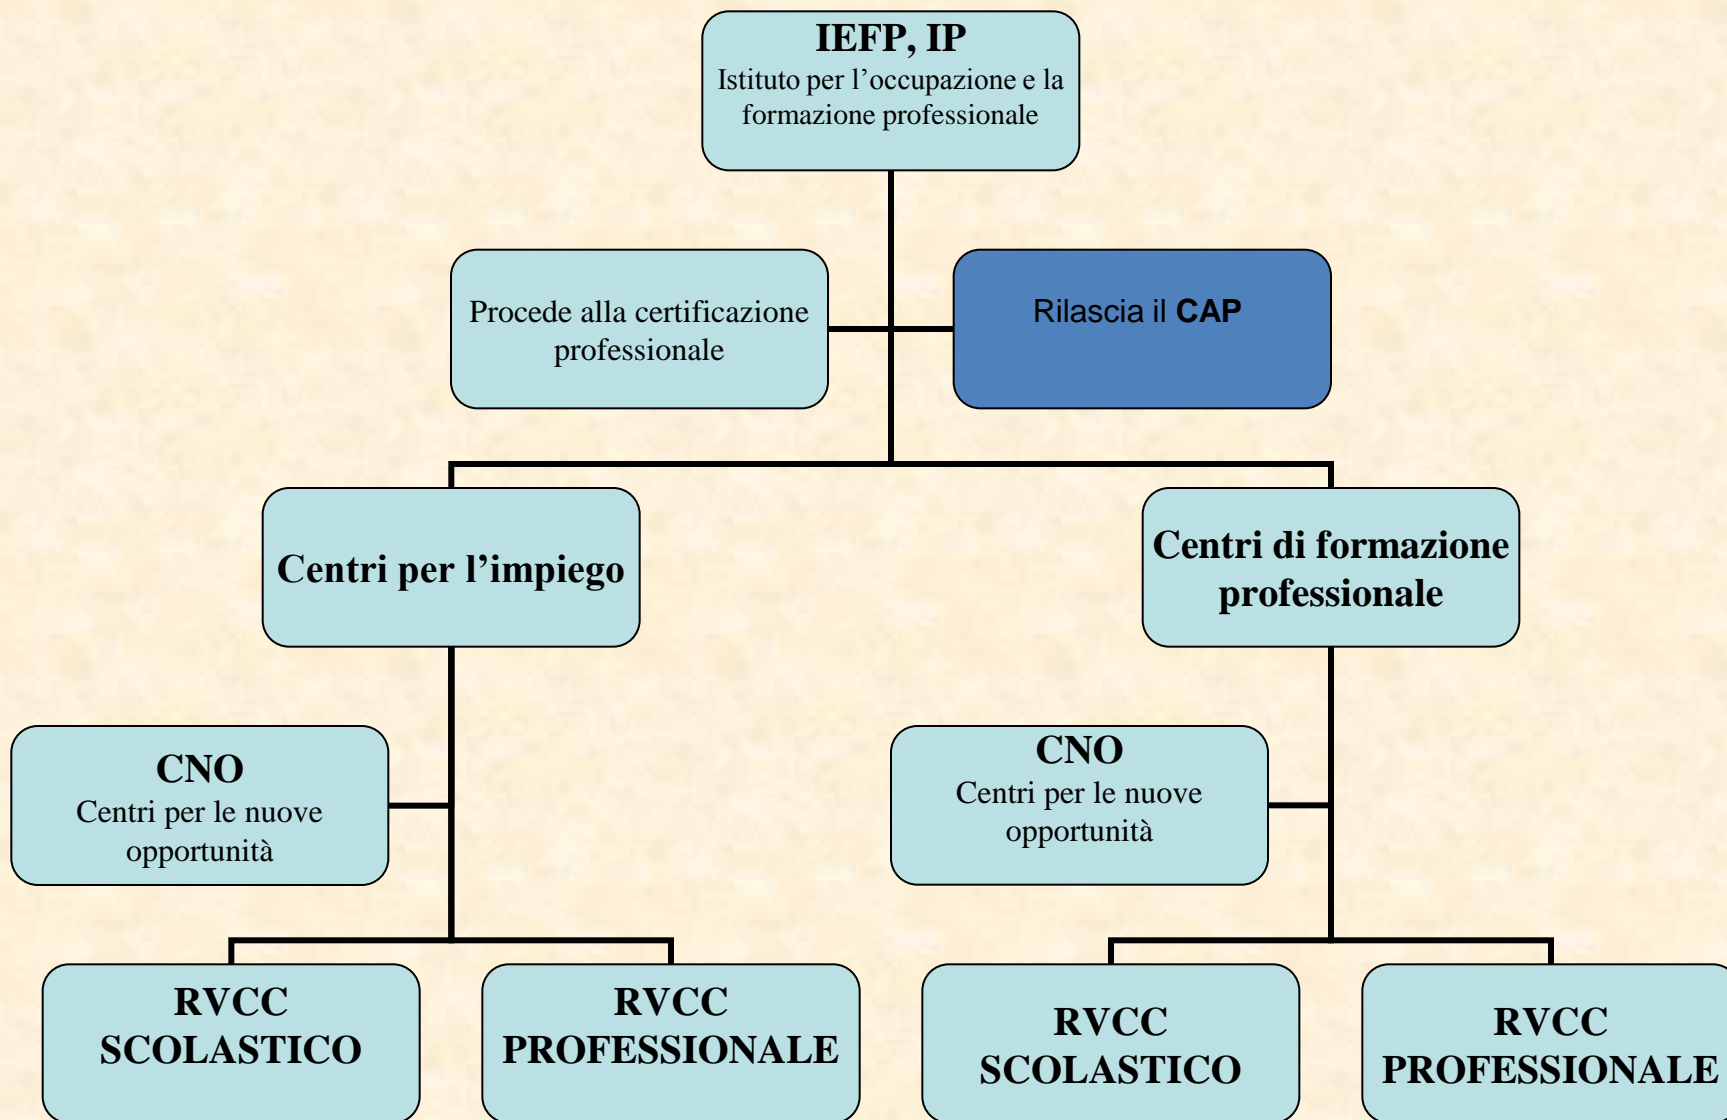 IEFP, IP
Istituto per l’occupazione e la
formazione professionale
Procede alla certificazione
professionale
Rilascia il CAP
Centri per l’impiego
Centri di formazione
professionale
CNO
Centri per le nuove
opportunità
CNO
Centri per le nuove
opportunità
RVCC
SCOLASTICO
RVCC
PROFESSIONALE
RVCC
SCOLASTICO
RVCC
PROFESSIONALE